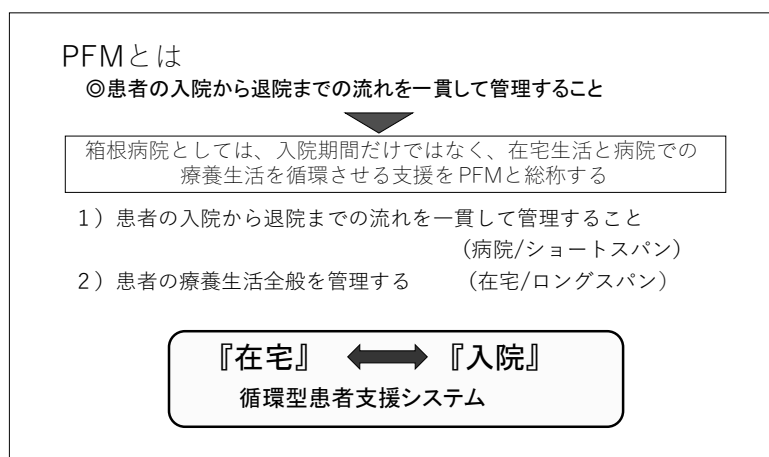 PFMとは
◎患者の入院から退院までの流れを一貫して管理すること
箱根病院としては、入院期間だけではなく、在宅生活と病院での
療養生活を循環させる支援をPFMと総称する
１）患者の入院から退院までの流れを一貫して管理すること
（病院/ショートスパン）
２）患者の療養生活全般を管理する　　（在宅/ロングスパン）
『在宅』　『入院』
循環型患者支援システム